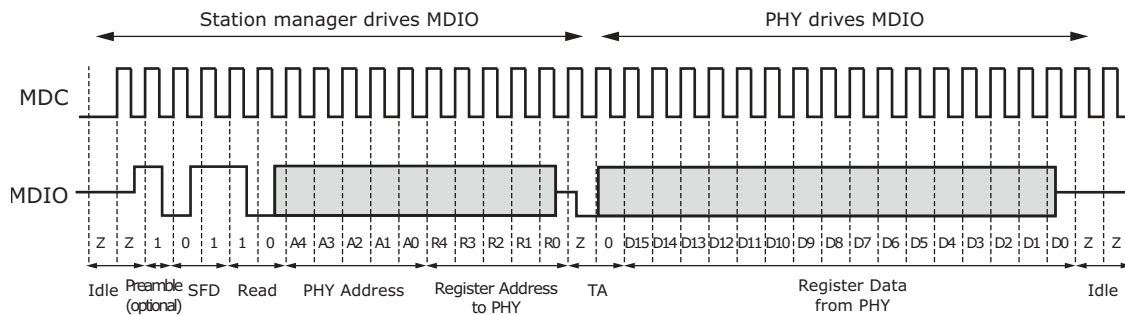 Station manager drives MDIO PHY drives MDIO
MDC
MDIO
Z Z 1 0 1 1 0 A4 A3 A2 A1 A0 R4 R3 R2 R1 R0 Z 0 D15 D14 D13 D12 D11 D10 D9 D8 D7 D6 D5 D4 D3 D2 D1 D0 Z Z
Idle Preamble SFD Read PHY Address Register Address TA Register Data Idle
(optional) to PHY from PHY